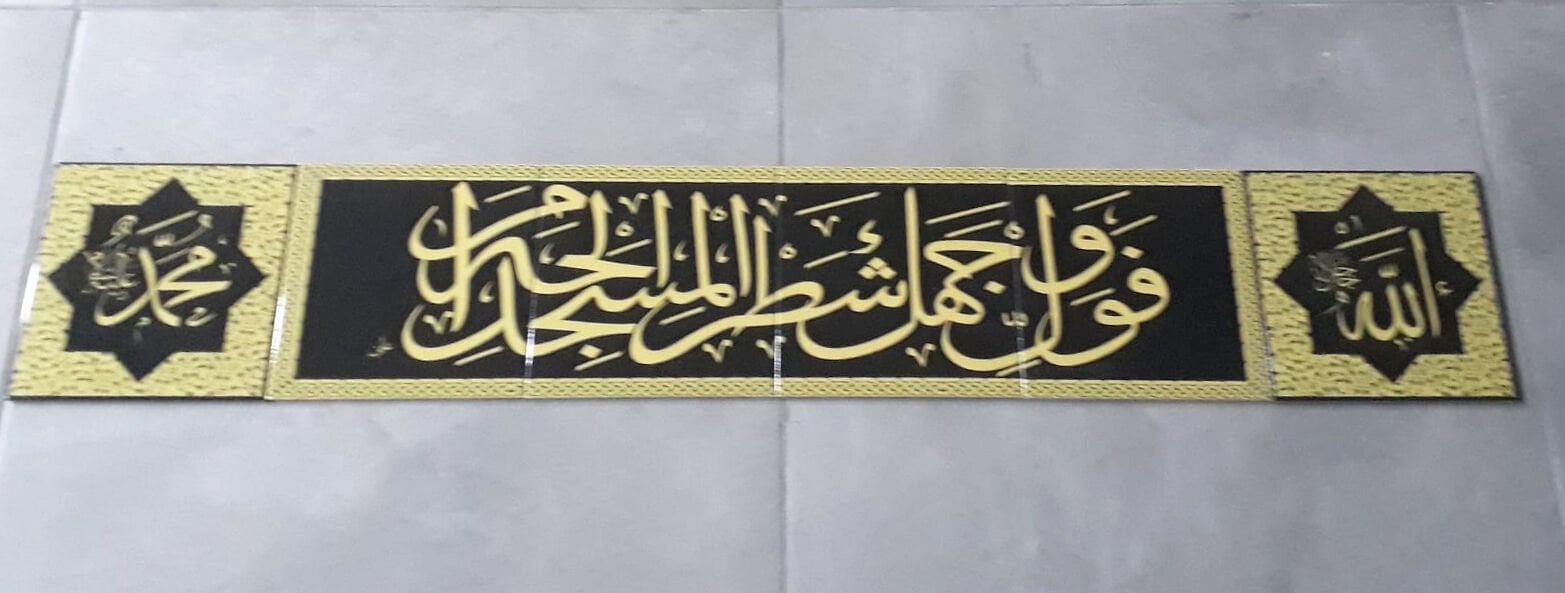 الله
فول وجهك شطر المسجد الحرام
محمد